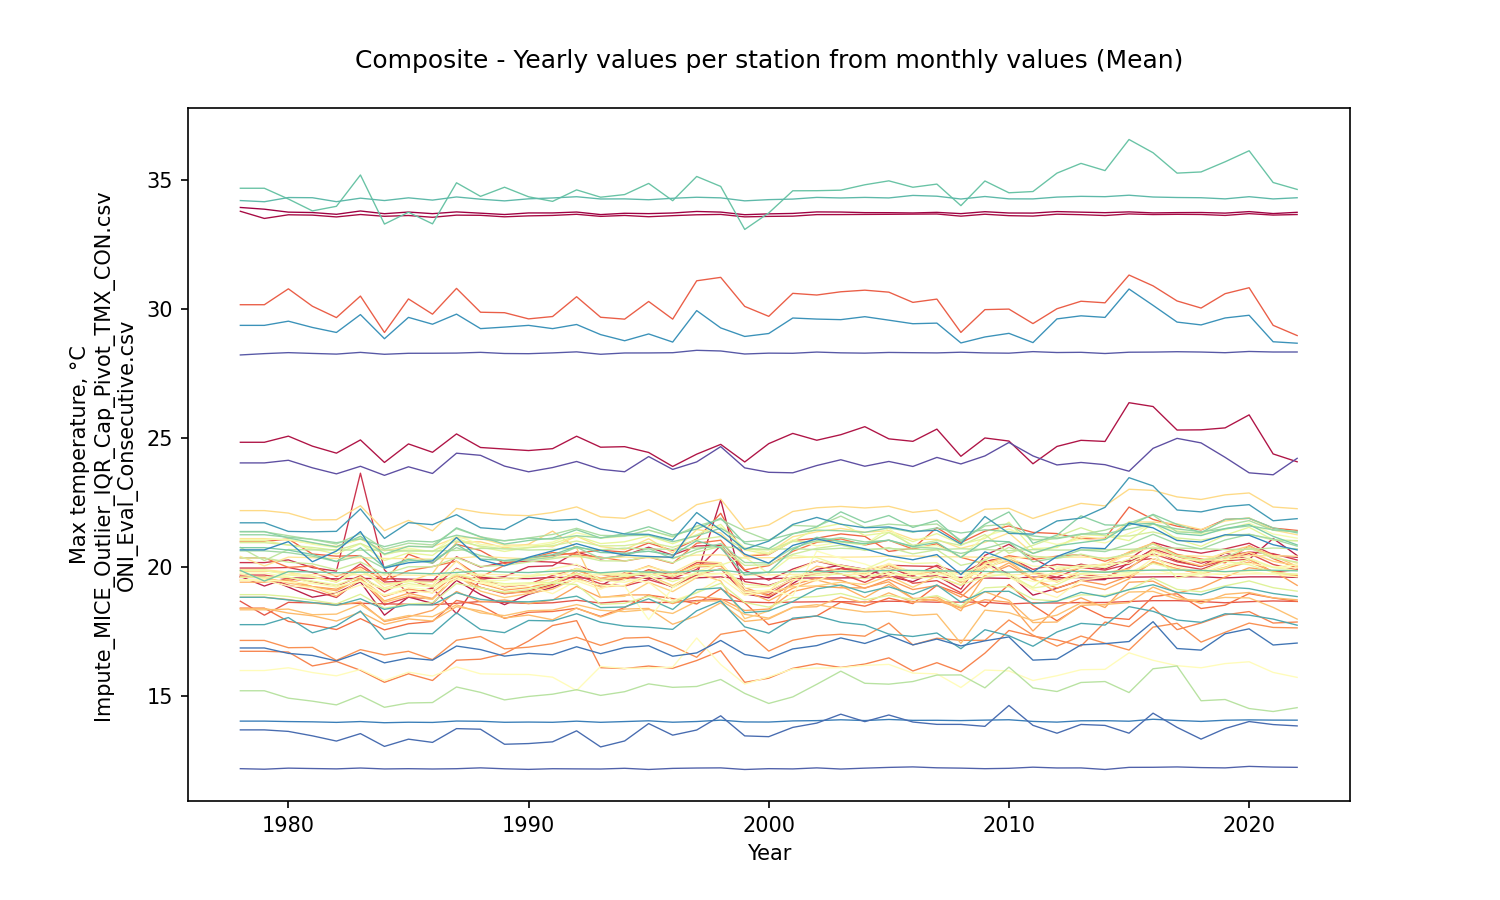 Composite - Yearly values per station from monthly values (Mean)
Max temperature, °C
Impute_MICE_Outlier_IQR_Cap_Pivot_TMX_CON.csv
ONI_Eval_Consecutive.csv
35
30
25
20
15
1980
1990
2000
2010
2020
Year